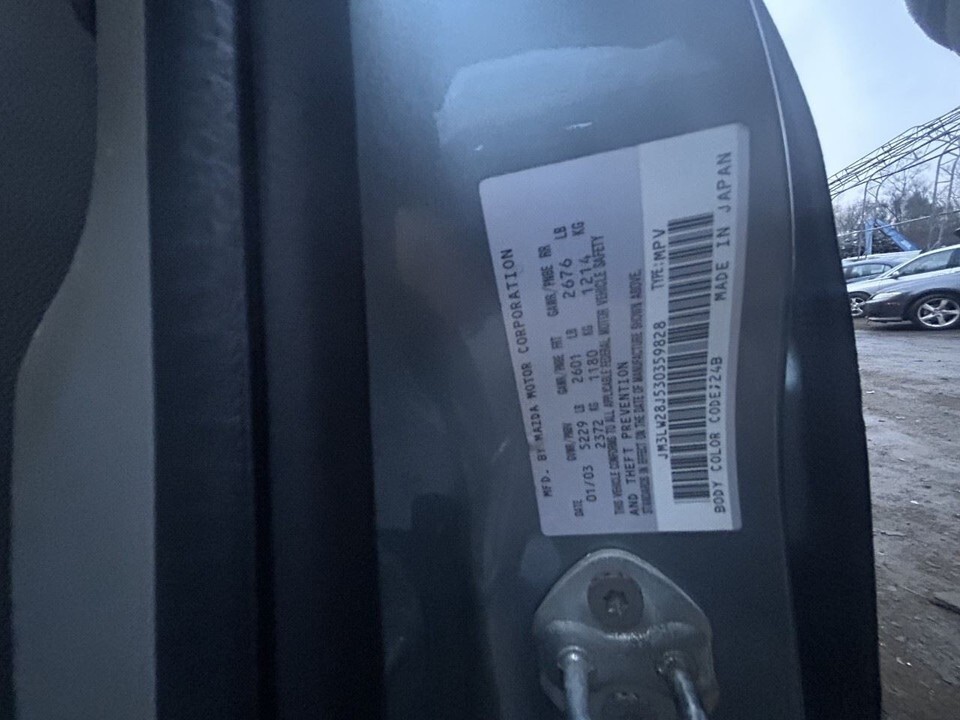 MFD. BY MAZDA MOTOR CORPORATION
DATE GVWR/PNBV GAWR/PNBE FRT GAWR/PNBE RR
01/03 5229 LB 2601 LB 2676 LB
2372 KG 1180 KG 1214 KG
THIS VEHICLE CONFORMS TO ALL APPLICABLE FEDERAL MOTOR VEHICLE SAFETY
AND THEFT PREVENTION
STANDARDS IN EFFECT ON THE DATE OF MANUFACTURE SHOWN ABOVE.
JM3LW28J530359828 TYPE:MPV
BODY COLOR CODE:24B MADE IN JAPAN